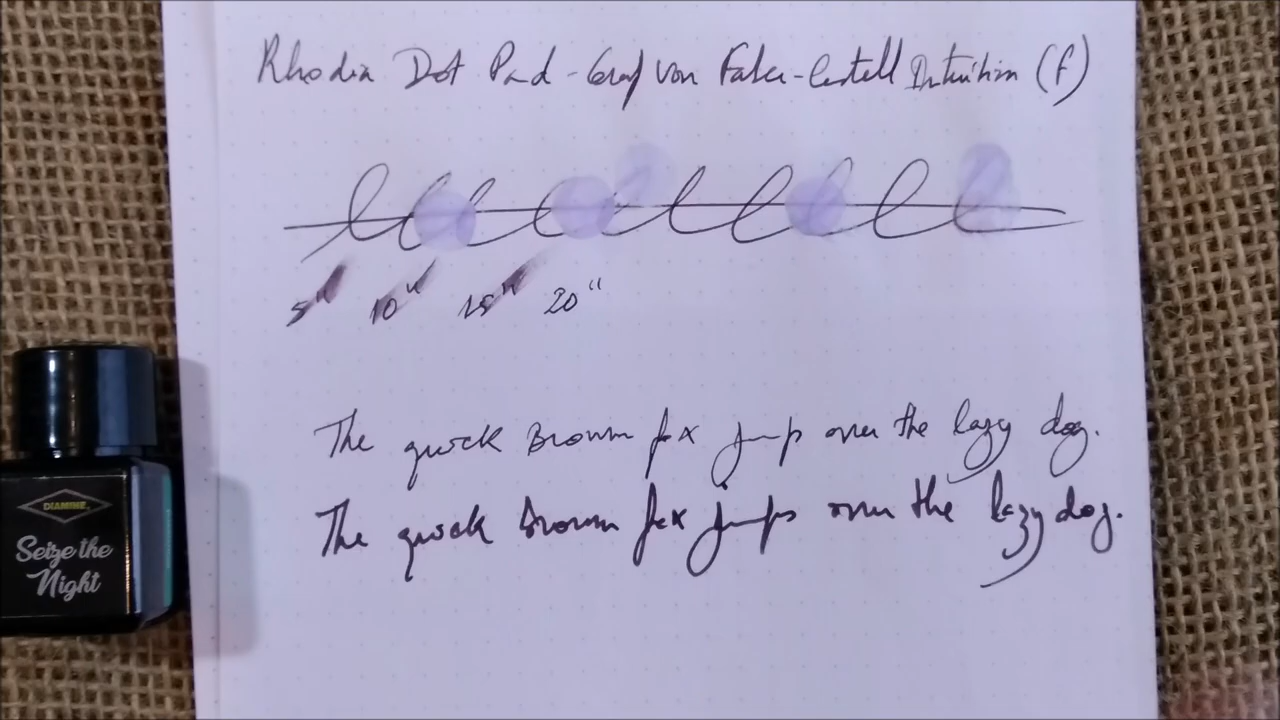 Rhodia Dot Pad - Graf von Faber-Castell Intuition (f)
5" 10" 15" 20"
The quick Brown fox jump over the lazy dog.
The quick Brown fox jumps over the lazy dog.
DIAMINE.
Seize the
Night